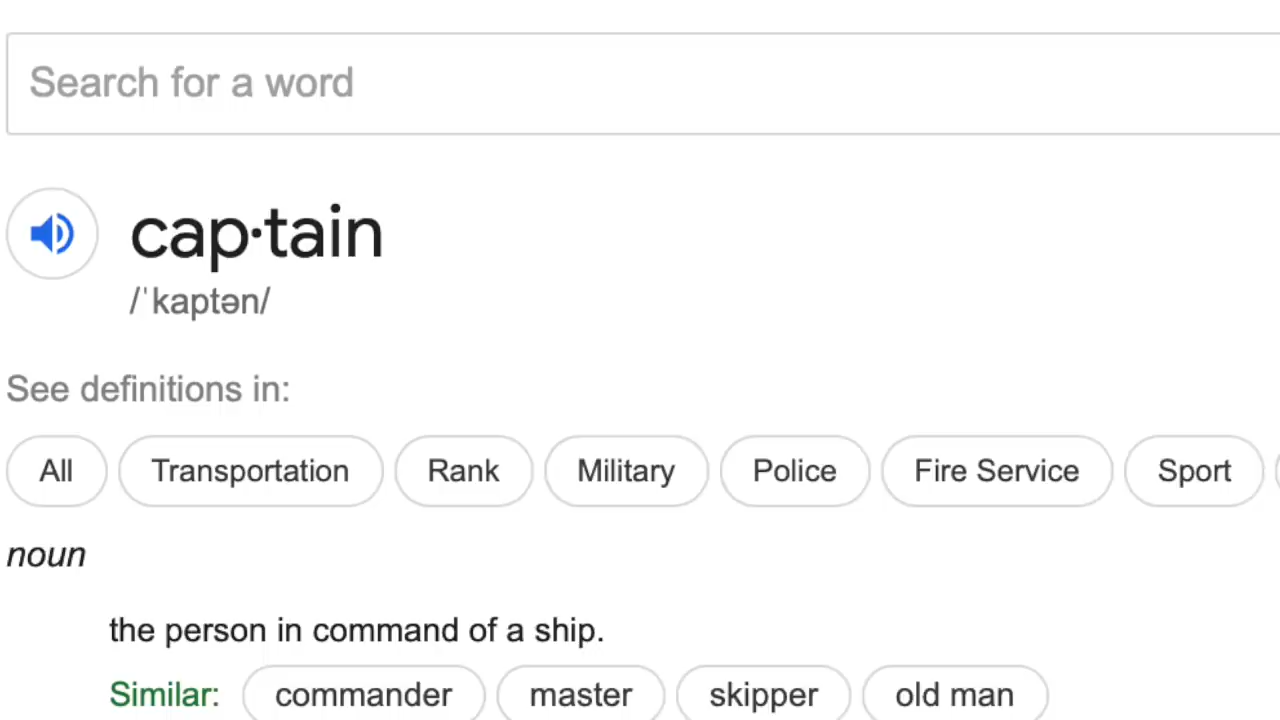 Search for a word
cap·tain
/ˈkaptən/
See definitions in:
All Transportation Rank Military Police Fire Service Sport
noun
the person in command of a ship.
Similar: commander master skipper old man